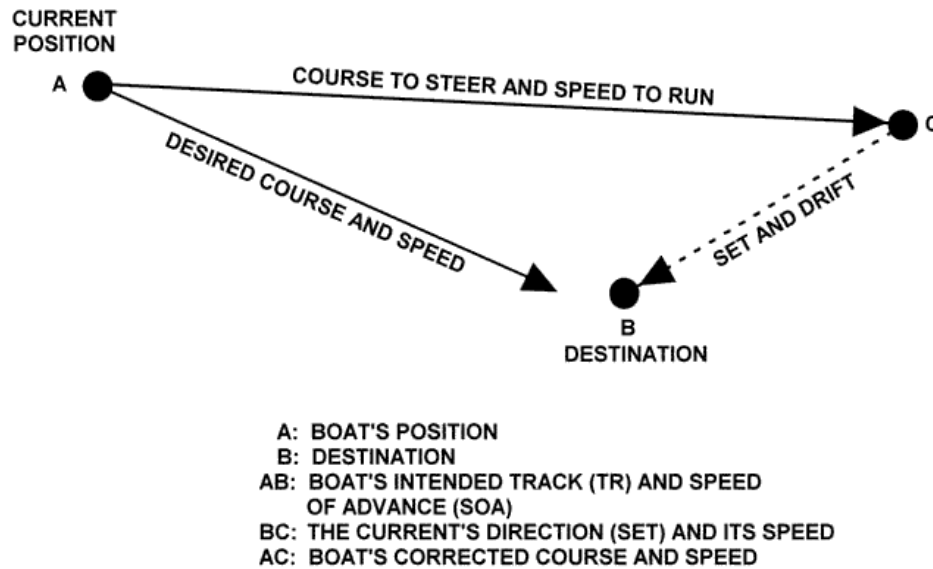 CURRENT
POSITION
A
COURSE TO STEER AND SPEED TO RUN
C
DESIRED COURSE AND SPEED
SET AND DRIFT
B
DESTINATION
A: BOAT'S POSITION
B: DESTINATION
AB: BOAT'S INTENDED TRACK (TR) AND SPEED
OF ADVANCE (SOA)
BC: THE CURRENT'S DIRECTION (SET) AND ITS SPEED
AC: BOAT'S CORRECTED COURSE AND SPEED